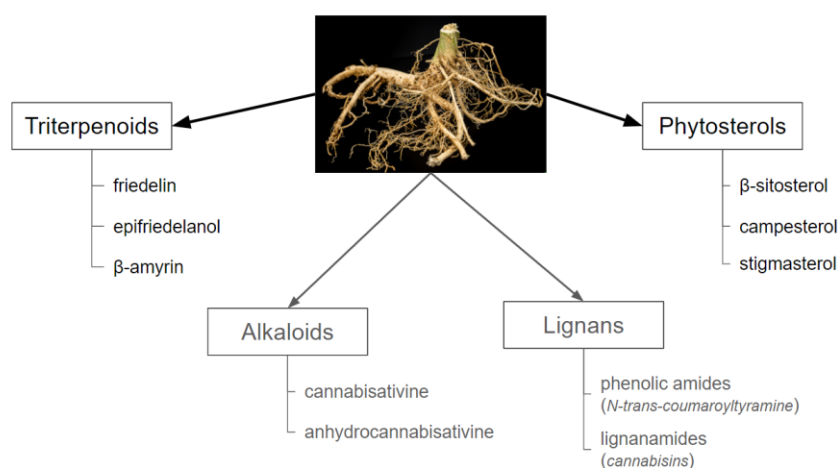 Triterpenoids
friedelin
epifriedelanol
β-amyrin
Phytosterols
β-sitosterol
campesterol
stigmasterol
Alkaloids
cannabisativine
anhydrocannabisativine
Lignans
phenolic amides
(N-trans-coumaroyltyramine)
lignanamides
(cannabisins)